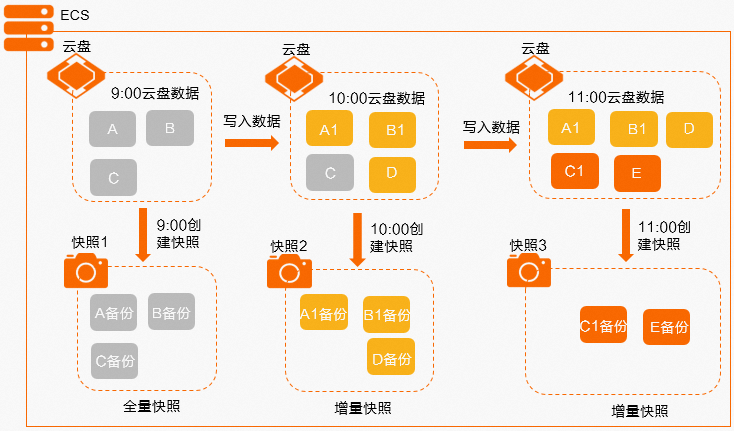 ECS
云盘
云盘
云盘
9:00云盘数据
10:00云盘数据
11:00云盘数据
A
B
C
写入数据
A1
B1
C
D
写入数据
A1
B1
D
C1
E
9:00创
建快照
10:00创
建快照
11:00创
建快照
快照1
快照2
快照3
A备份
B备份
C备份
A1备份
B1备份
D备份
C1备份
E备份
全量快照
增量快照
增量快照